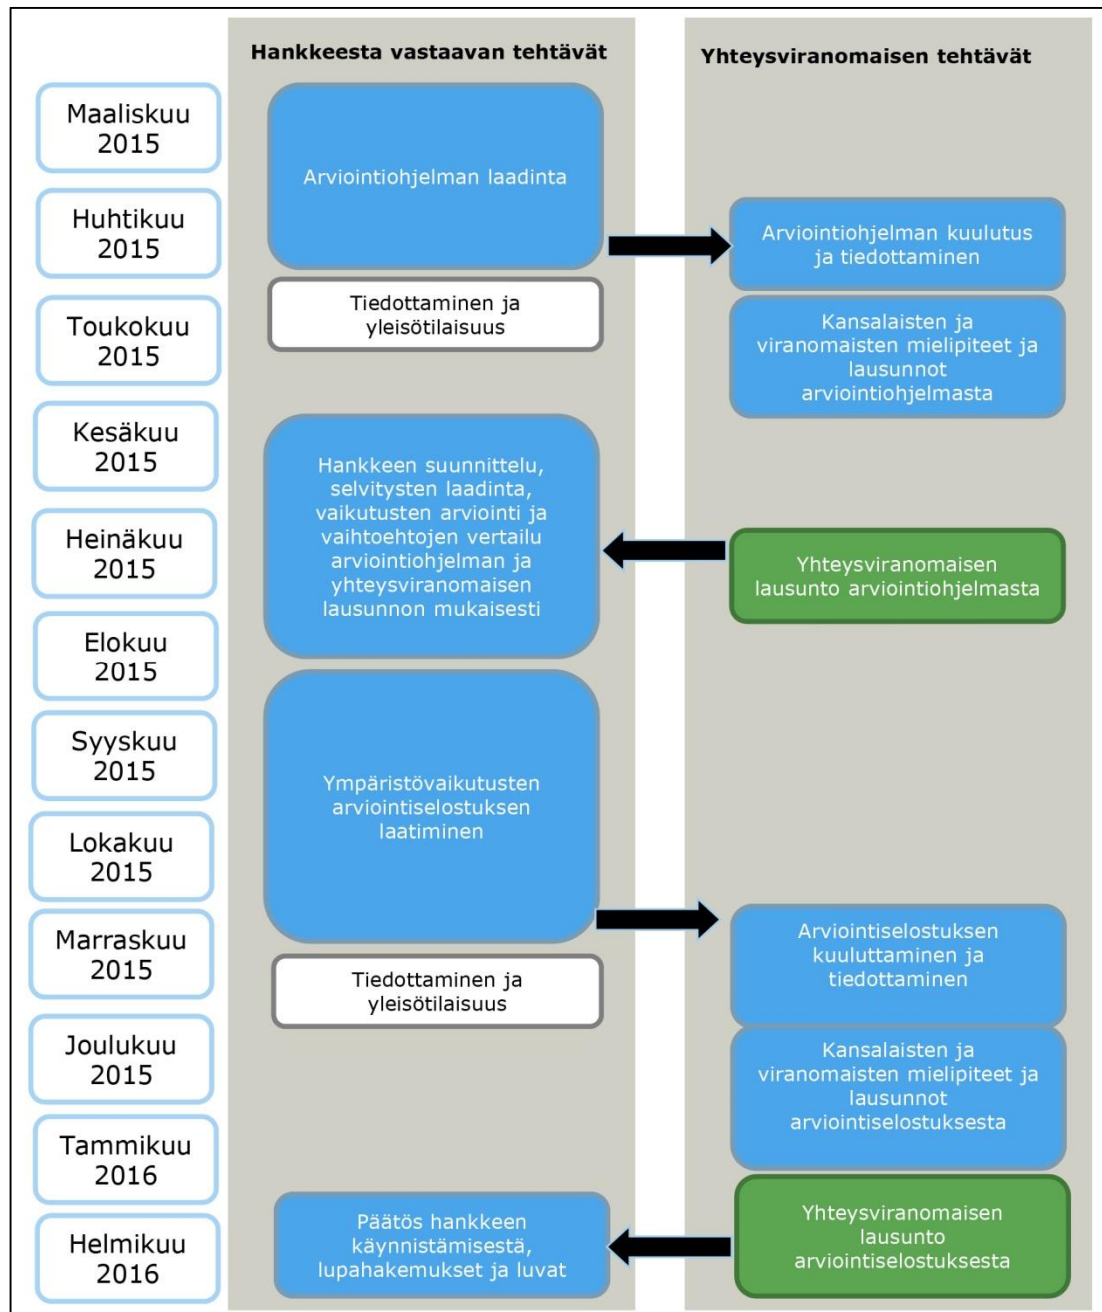 Hankkeesta vastaavan tehtävät
Yhteysviranomaisen tehtävät
Maaliskuu
2015
Huhtikuu
2015
Toukokuu
2015
Kesäkuu
2015
Heinäkuu
2015
Elokuu
2015
Syyskuu
2015
Lokakuu
2015
Marraskuu
2015
Joulukuu
2015
Tammikuu
2016
Helmikuu
2016
Arviointiohjelman laadinta
Tiedottaminen ja
yleisötilaisuus
Hankkeen suunnittelu,
selvitysten laadinta,
vaikutusten arviointi ja
vaihtoehtojen vertailu
arviointiohjelman ja
yhteysviranomaisen
lausunnon mukaisesti
Ympäristövaikutusten
arviointiselostuksen
laatiminen
Tiedottaminen ja
yleisötilaisuus
Päätös hankkeen
käynnistämisestä,
lupahakemukset ja luvat
Arviointiohjelman kuulutus
ja tiedottaminen
Kansalaisten ja
viranomaisten mielipiteet ja
lausunnot
arviointiohjelmasta
Yhteysviranomaisen
lausunto arviointiohjelmasta
Arviointiselostuksen
kuuluttaminen ja
tiedottaminen
Kansalaisten ja
viranomaisten mielipiteet ja
lausunnot
arviointiselostuksesta
Yhteysviranomaisen
lausunto
arviointiselostuksesta